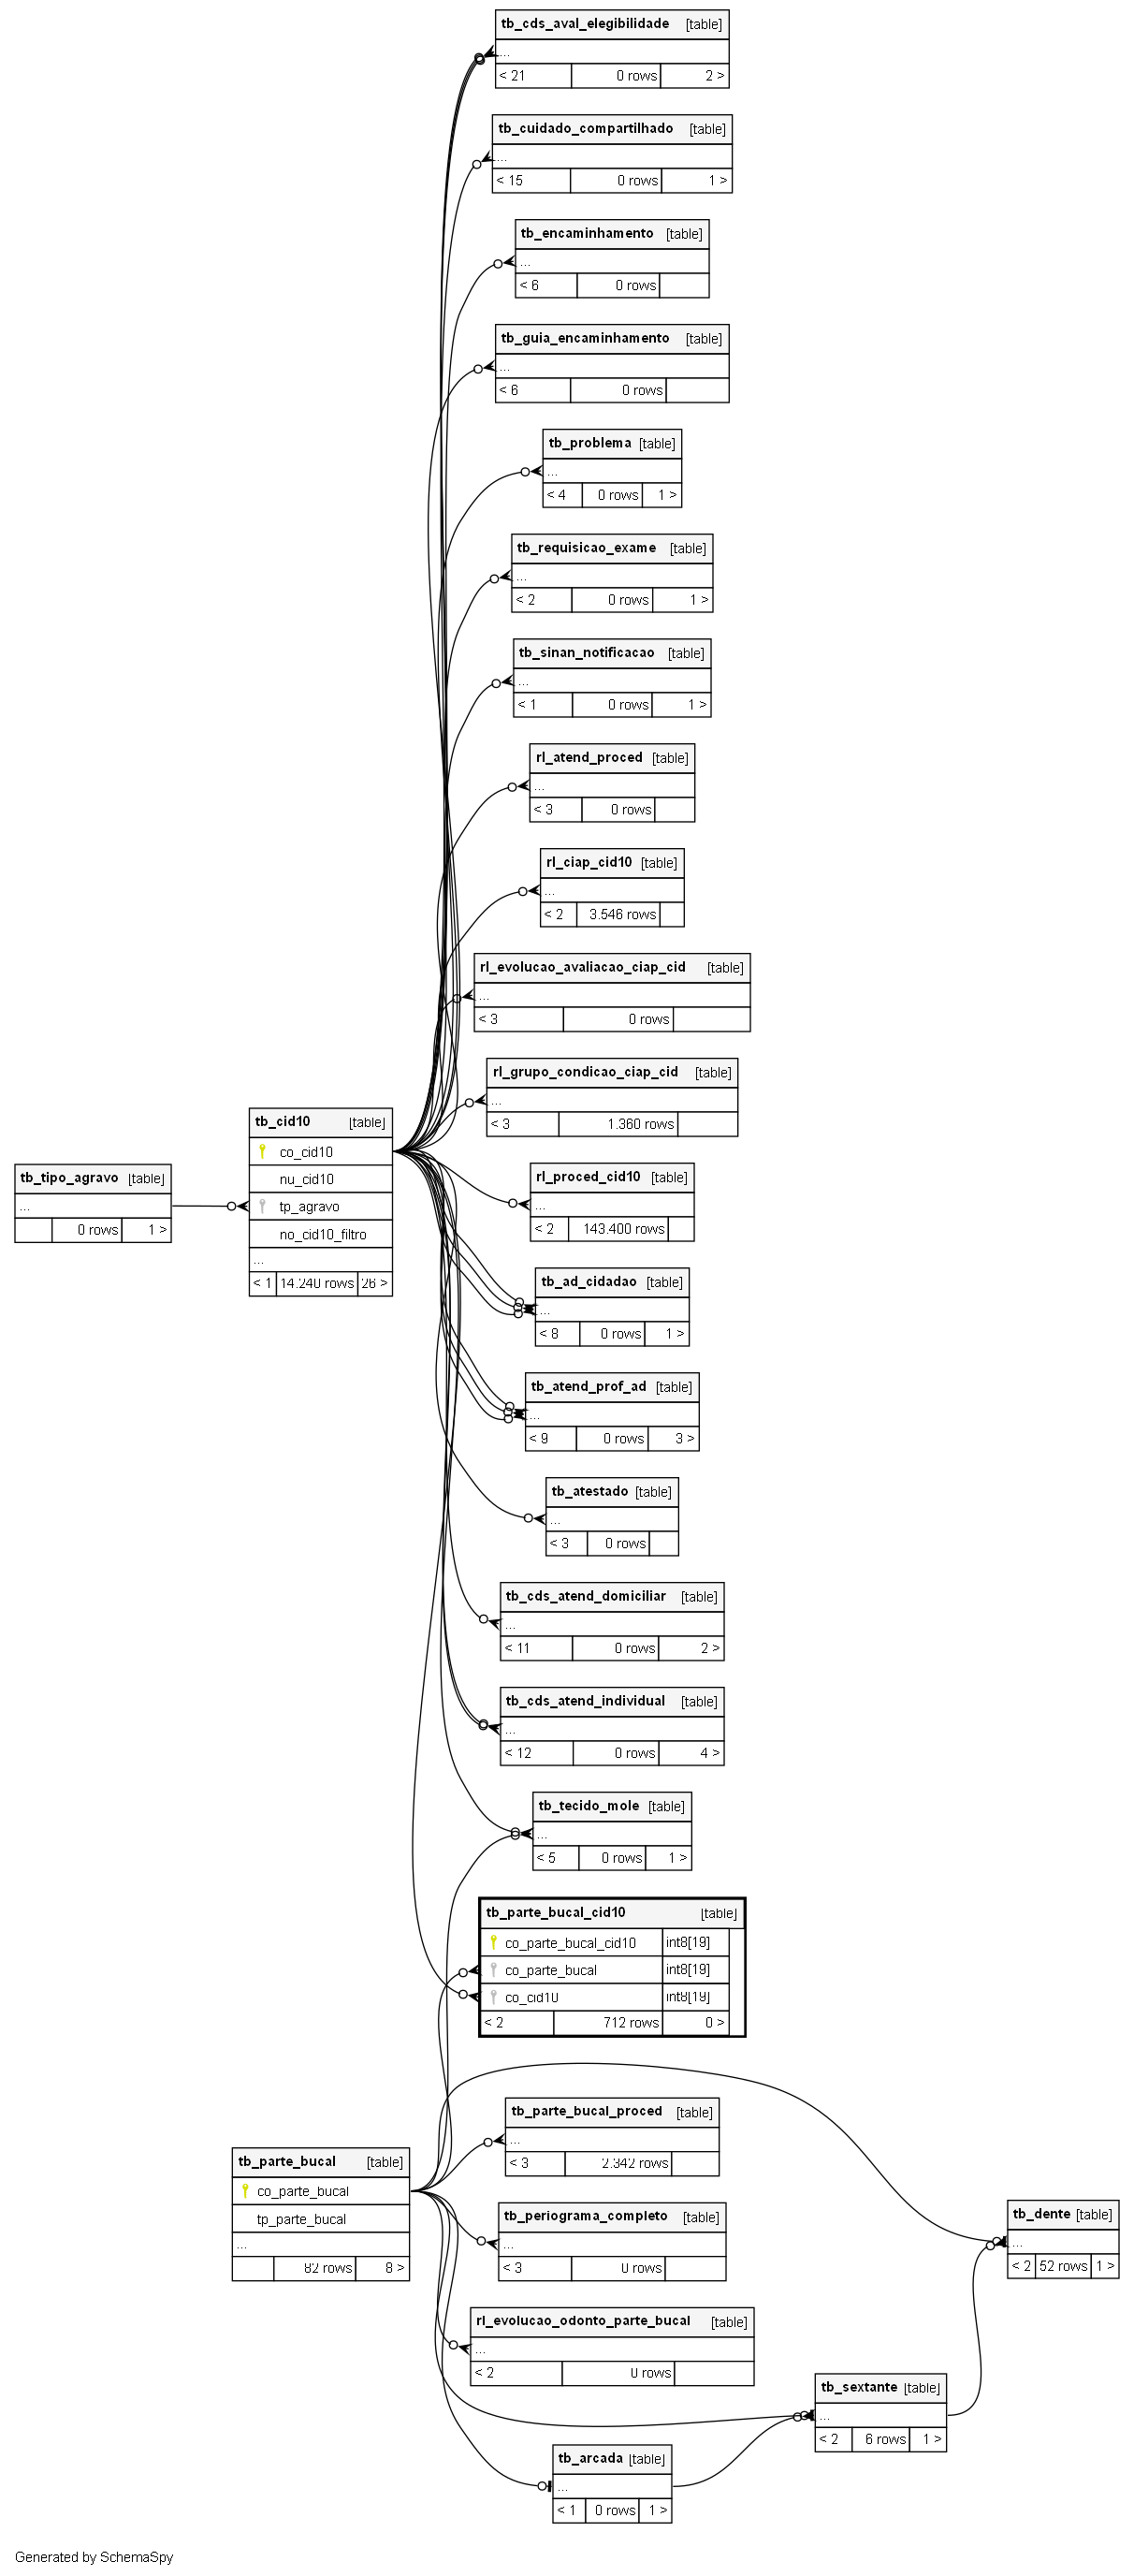 tb_cds_aval_elegibilidade [table]
...
< 21 0 rows 2 >
tb_cuidado_compartilhado [table]
...
< 15 0 rows 1 >
tb_encaminhamento [table]
...
< 6 0 rows
tb_guia_encaminhamento [table]
...
< 6 0 rows
tb_problema [table]
...
< 4 0 rows 1 >
tb_requisicao_exame [table]
...
< 2 0 rows 1 >
tb_sinan_notificacao [table]
...
< 1 0 rows 1 >
rl_atend_proced [table]
...
< 3 0 rows
rl_ciap_cid10 [table]
...
< 2 3.546 rows
rl_evolucao_avaliacao_ciap_cid [table]
...
< 3 0 rows
rl_grupo_condicao_ciap_cid [table]
...
< 3 1.360 rows
tb_cid10 [table]
co_cid10
nu_cid10
tp_agravo
no_cid10_filtro
...
< 1 14.240 rows 26 >
tb_tipo_agravo [table]
...
0 rows 1 >
rl_proced_cid10 [table]
...
< 2 143.400 rows
tb_ad_cidadao [table]
...
< 8 0 rows 1 >
tb_atend_prof_ad [table]
...
< 9 0 rows 3 >
tb_atestado [table]
...
< 3 0 rows
tb_cds_atend_domiciliar [table]
...
< 11 0 rows 2 >
tb_cds_atend_individual [table]
...
< 12 0 rows 4 >
tb_tecido_mole [table]
...
< 5 0 rows 1 >
tb_parte_bucal_cid10 [table]
co_parte_bucal_cid10 int8[19]
co_parte_bucal int8[19]
co_cid10 int8[19]
< 2 712 rows 0 >
tb_parte_bucal_proced [table]
...
< 3 2.342 rows
tb_parte_bucal [table]
co_parte_bucal
tp_parte_bucal
...
82 rows 8 >
tb_periograma_completo [table]
...
< 3 0 rows
tb_dente [table]
...
< 2 52 rows 1 >
rl_evolucao_odonto_parte_bucal [table]
...
< 2 0 rows
tb_sextante [table]
...
< 2 6 rows 1 >
tb_arcada [table]
...
< 1 0 rows 1 >
Generated by SchemaSpy